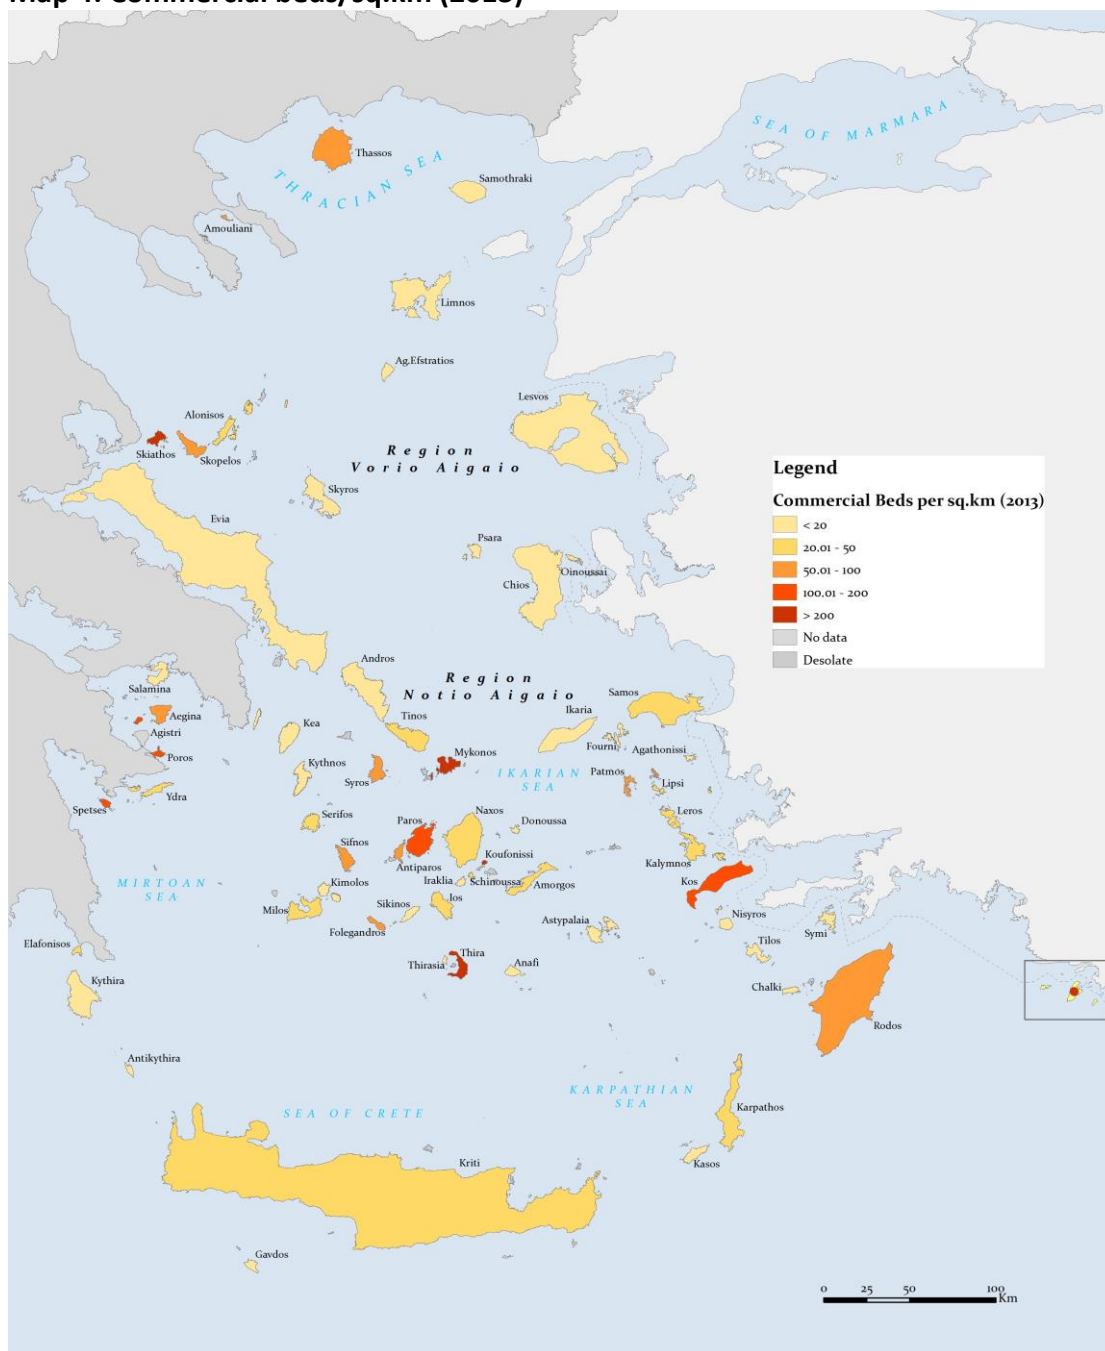 Map 4: Commercial beds/sq.km (2013)
Thassos
THRACIAN SEA
Samothraki
SEA OF MARMARA
Amouliani
Limnos
Ag.Efstratios
Lesvos
Alonisos
Skiathos
Skopelos
Region
Vorio Aigaio
Skyros
Evia
Psara
Chios
Oinoussai
Legend
Commercial Beds per sq.km (2013)
< 20
20.01 - 50
50.01 - 100
100.01 - 200
> 200
No data
Desolate
Andros
Region
Notio Aigaio
Salamina
Aegina
Agistri
Poros
Kea
Tinos
Samos
Ikaria
Fourni
Agathonissi
Kythnos
Syros
Mykonos
IKARIAN
SEA
Patmos
Lipsi
Spetses
Ydra
Serifos
Paros
Naxos
Donoussa
Leros
Sifnos
Antiparos
Koufonissi
Kalymnos
MIRTOAN
SEA
Kimolos
Iraklia
Schinoussa
Amorgos
Kos
Milos
Sikinos
Ios
Folegandros
Astypalaia
Nisyros
Symi
Elafonisos
Thira
Thirasia
Anafi
Tilos
Kythira
Chalki
Rodos
Antikythira
KARPATHIAN
SEA
SEA OF CRETE
Karpathos
Kriti
Kasos
Gavdos
0 25 50 100
Km